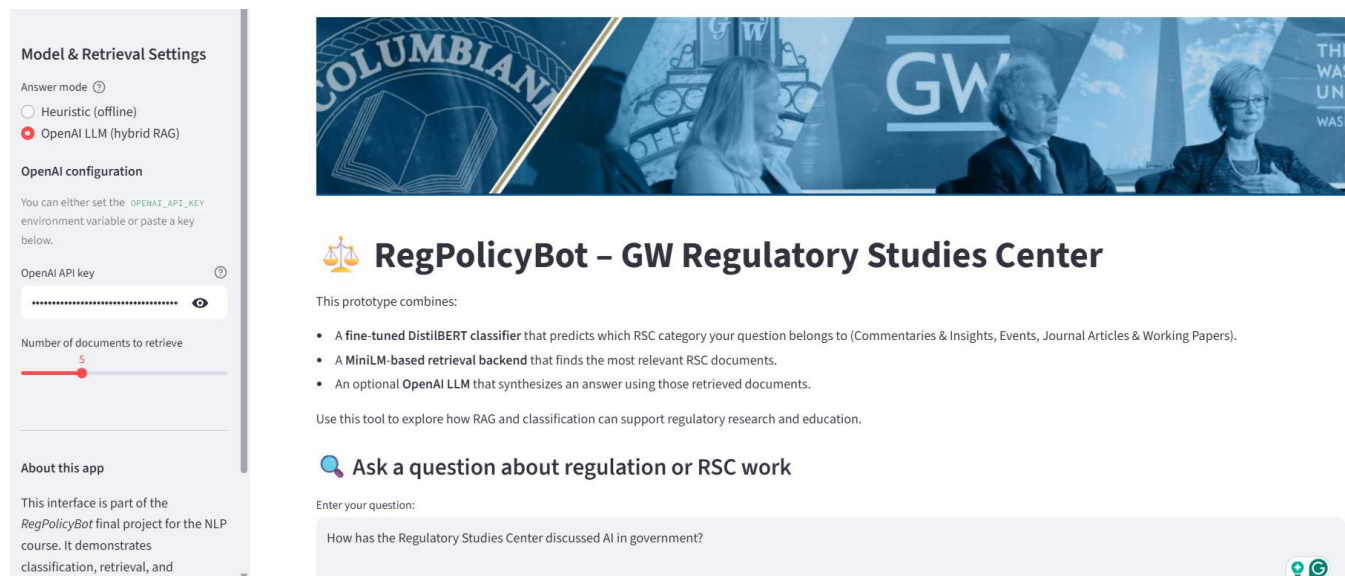 Model & Retrieval Settings
Answer mode
Heuristic (offline)
OpenAI LLM (hybrid RAG)
OpenAI configuration
You can either set the OPENAI_API_KEY
environment variable or paste a key
below.
OpenAI API key
Number of documents to retrieve
5
About this app
This interface is part of the
RegPolicyBot final project for the NLP
course. It demonstrates
classification, retrieval, and
COLUMBIAN
GW
GW
TH
WAS
UN
WAS
RegPolicyBot – GW Regulatory Studies Center
This prototype combines:
• A fine-tuned DistilBERT classifier that predicts which RSC category your question belongs to (Commentaries & Insights, Events, Journal Articles & Working Papers).
• A MiniLM-based retrieval backend that finds the most relevant RSC documents.
• An optional OpenAI LLM that synthesizes an answer using those retrieved documents.
Use this tool to explore how RAG and classification can support regulatory research and education.
Ask a question about regulation or RSC work
Enter your question:
How has the Regulatory Studies Center discussed AI in government?